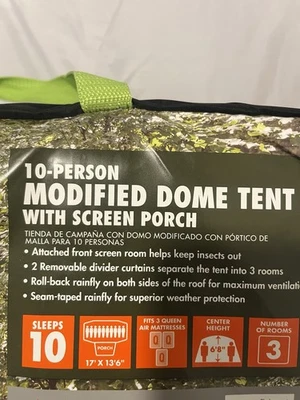 10-PERSON
MODIFIED DOME TENT
WITH SCREEN PORCH
TIENDA DE CAMPAÑA CON DOMO MODIFICADO CON PÓRTICO DE
MALLA PARA 10 PERSONAS
• Attached front screen room helps keep insects out
• 2 Removable divider curtains separate the tent into 3 rooms
• Roll-back rainfly on both sides of the roof for maximum ventilati
• Seam-taped rainfly for superior weather protection
SLEEPS
10
PORCH
17' X 13'6"
FITS 3 QUEEN
AIR MATTRESSES
CENTER
HEIGHT
6'8"
NUMBER OF
ROOMS
3